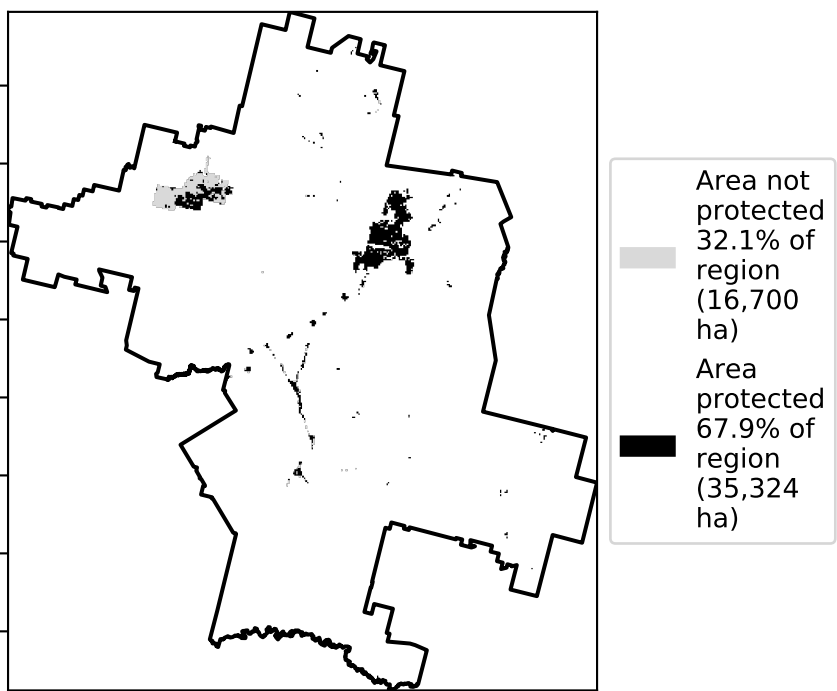 Area not
protected
32.1% of
region
(16,700
ha)
Area
protected
67.9% of
region
(35,324
ha)